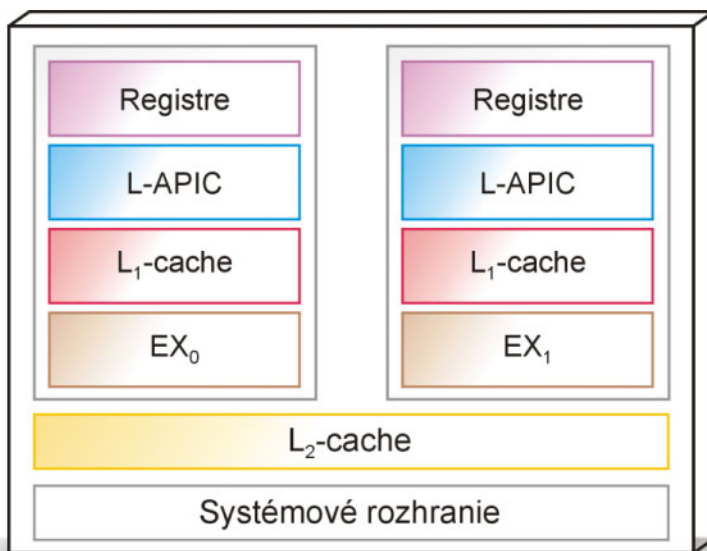 Registre
L-APIC
L₁-cache
EX₀
Registre
L-APIC
L₁-cache
EX₁
L₂-cache
Systémové rozhranie